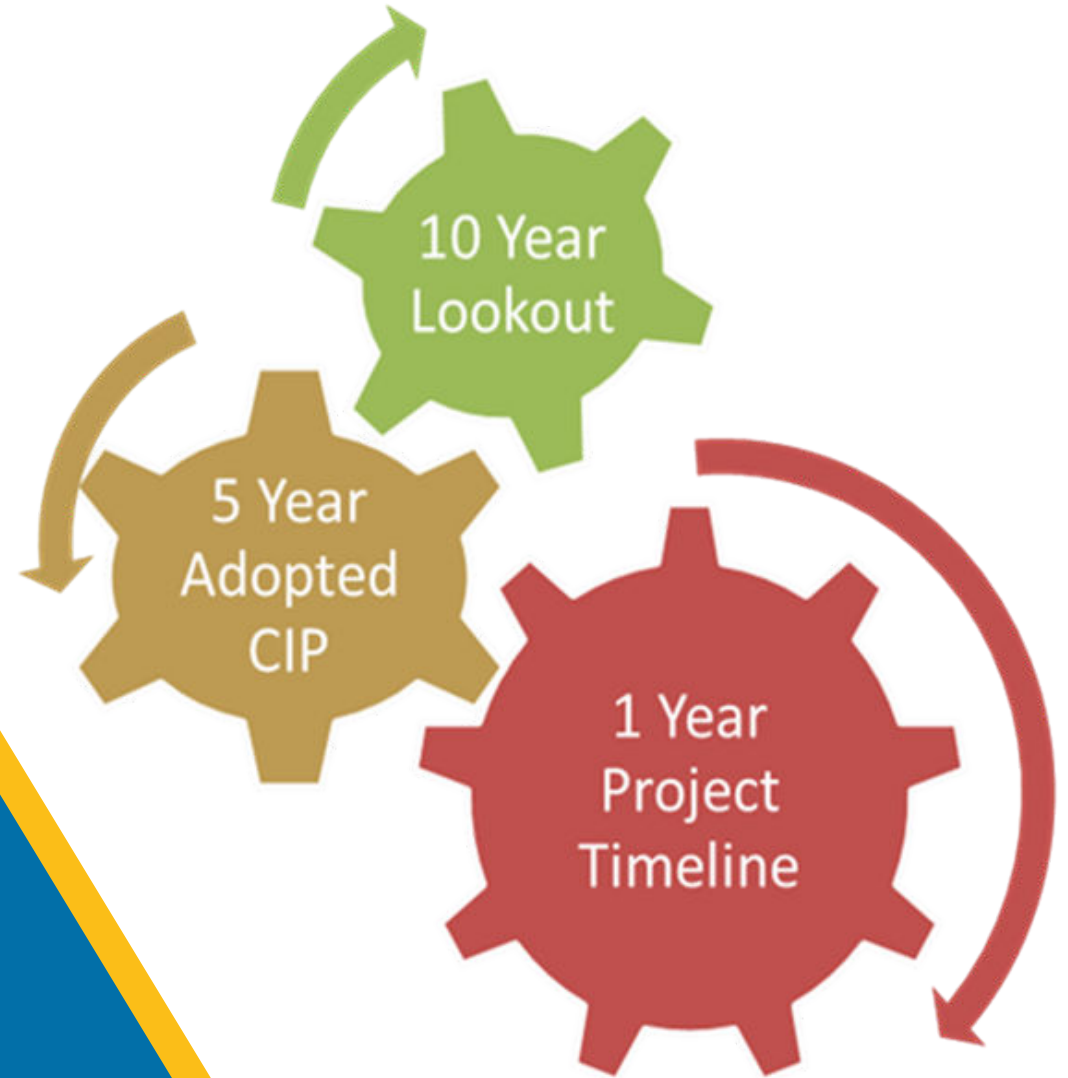 10 Year
Lookout
5 Year
Adopted
CIP
1 Year
Project
Timeline